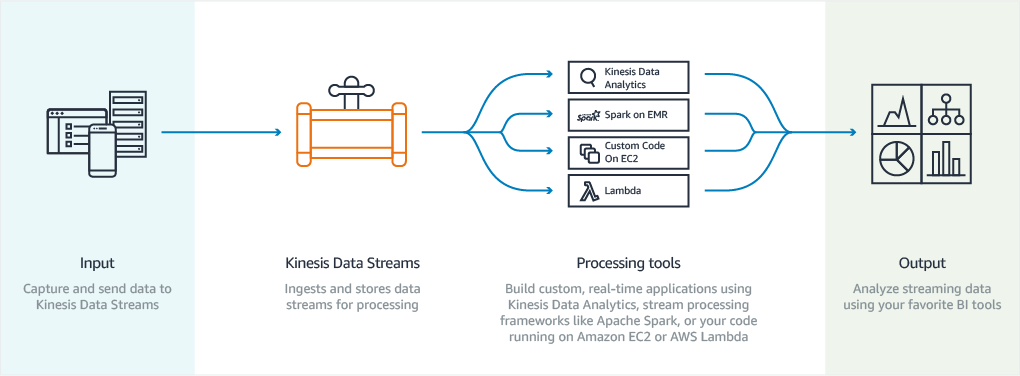 Kinesis Data
Analytics
Spark
Spark on EMR
Custom Code
On EC2
Lambda
Input
Capture and send data to
Kinesis Data Streams
Kinesis Data Streams
Ingests and stores data
streams for processing
Processing tools
Build custom, real-time applications using
Kinesis Data Analytics, stream processing
frameworks like Apache Spark, or your code
running on Amazon EC2 or AWS Lambda
Output
Analyze streaming data
using your favorite BI tools